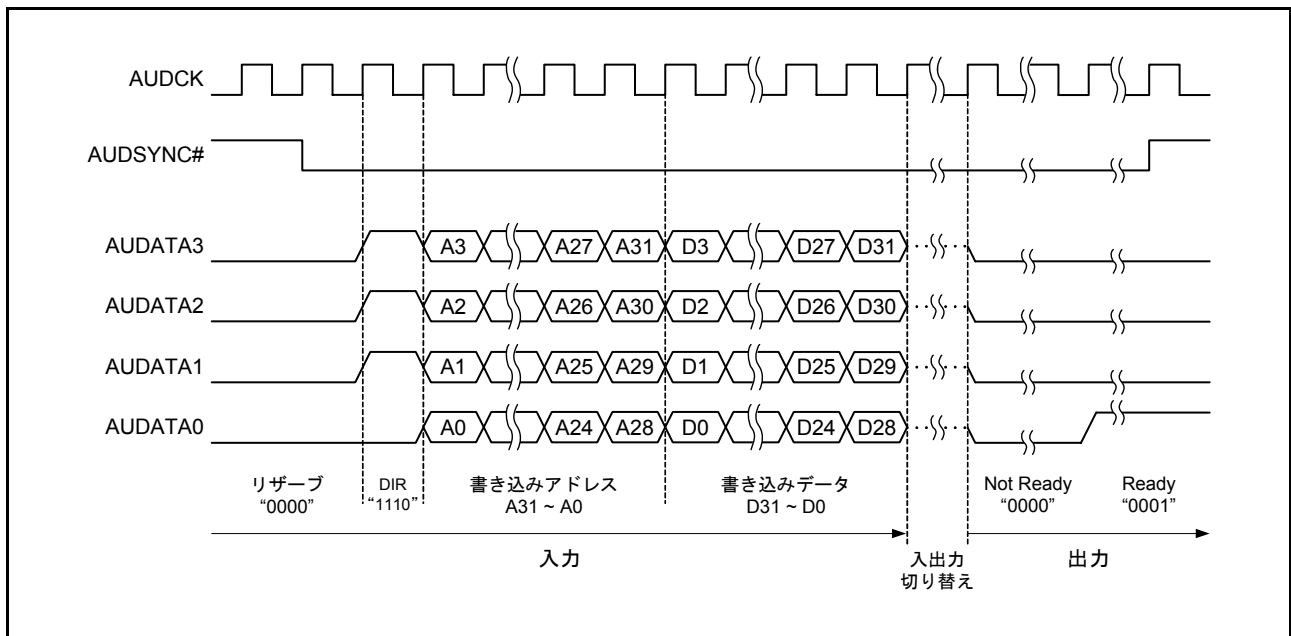 AUDCK
AUDSYNC#
AUDATA3 A3 A27 A31 D3 D27 D31
AUDATA2 A2 A26 A30 D2 D26 D30
AUDATA1 A1 A25 A29 D1 D25 D29
AUDATA0 A0 A24 A28 D0 D24 D28
リザーブ DIR 書き込みアドレス 書き込みデータ Not Ready Ready
“0000” “1110” A31 ~ A0 D31 ~ D0 “0000” “0001”
入力 入出力 出力
切り替え